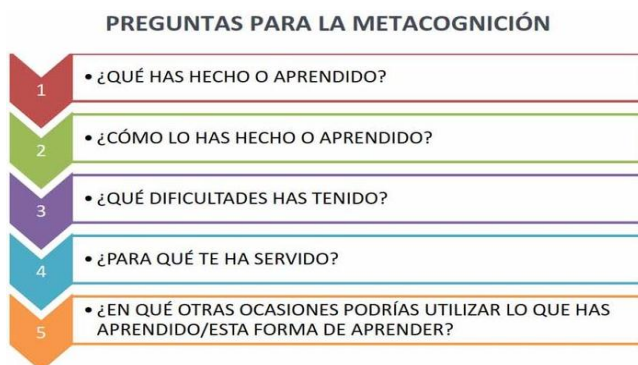 PREGUNTAS PARA LA METACOGNICIÓN
1
• ¿QUÉ HAS HECHO O APRENDIDO?
2
• ¿CÓMO LO HAS HECHO O APRENDIDO?
3
• ¿QUÉ DIFICULTADES HAS TENIDO?
4
• ¿PARA QUÉ TE HA SERVIDO?
5
• ¿EN QUÉ OTRAS OCASIONES PODRÍAS UTILIZAR LO QUE HAS
APRENDIDO/ESTA FORMA DE APRENDER?